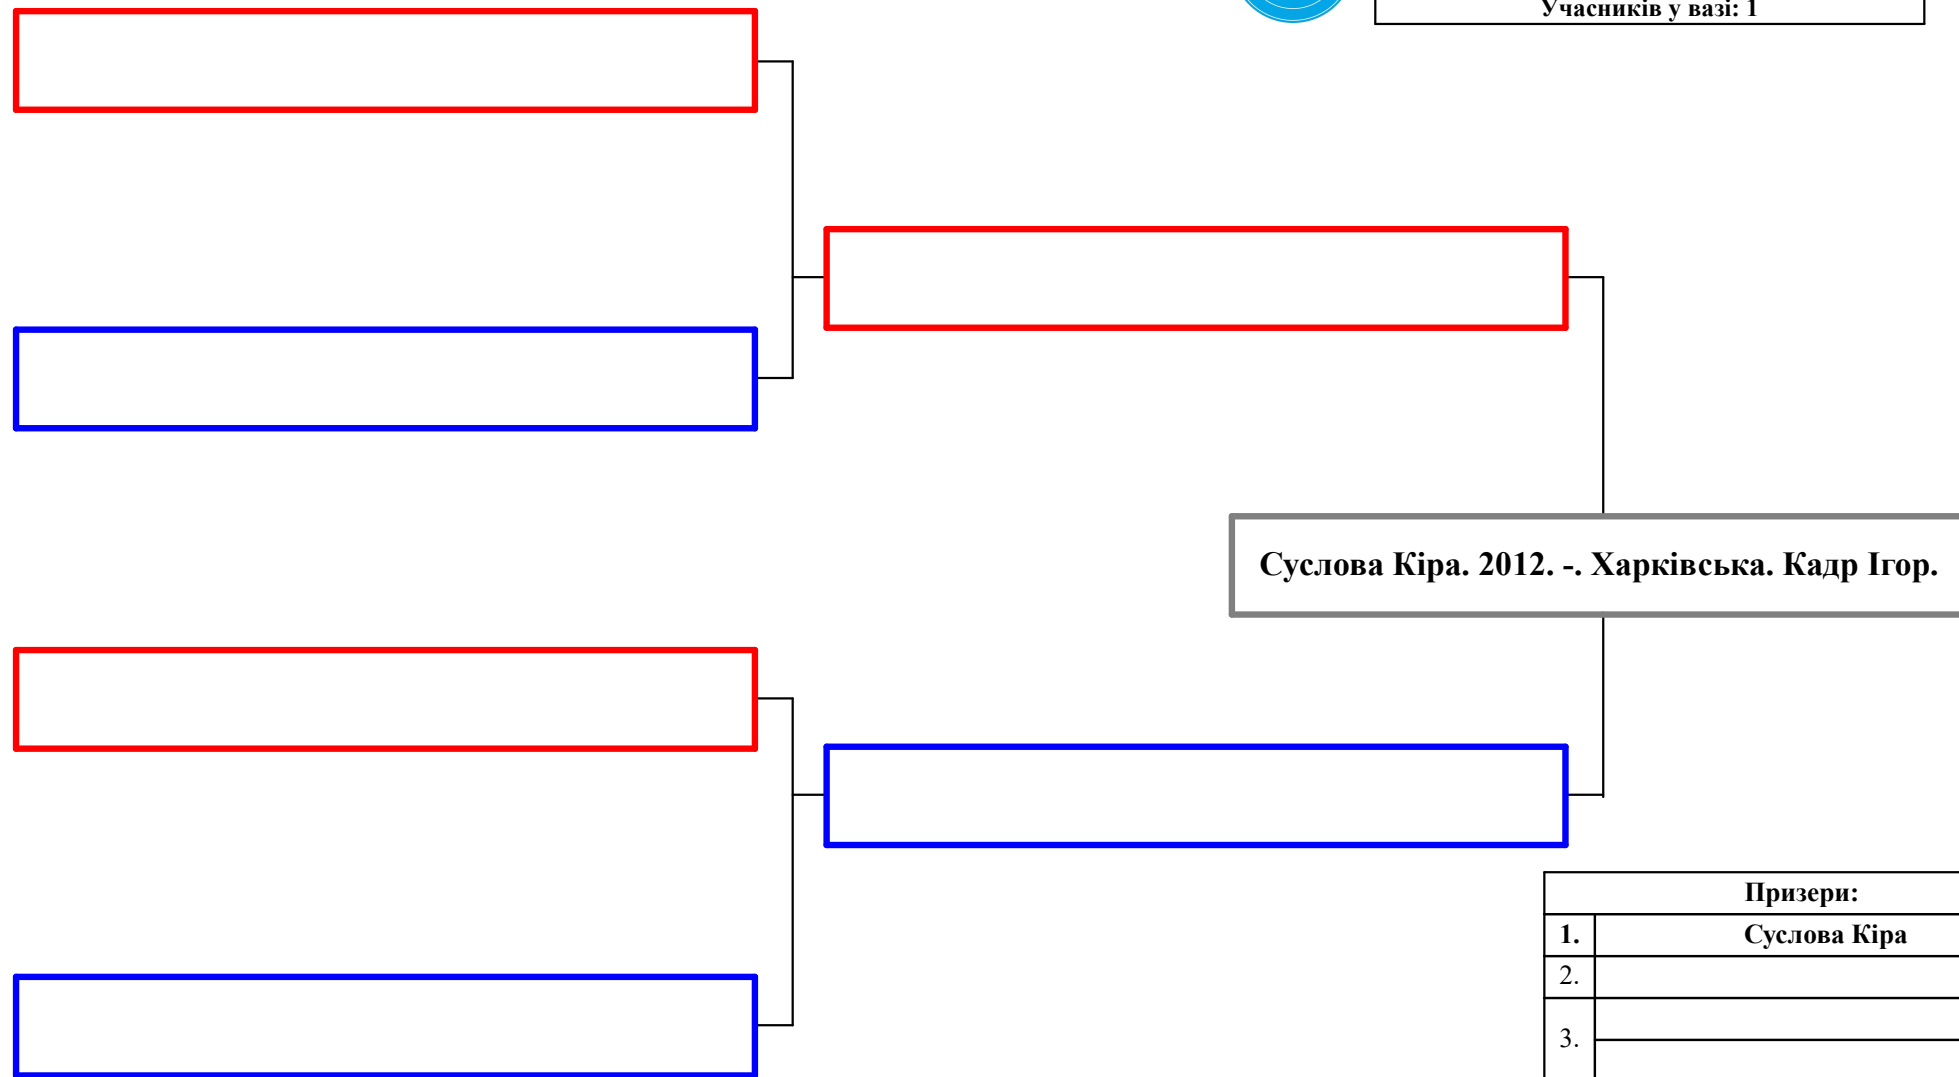 Учасників у вазі: 1
Суслова Кіра. 2012. -. Харківська. Кадр Ігор.
Призери:
1. Суслова Кіра
2.
3.